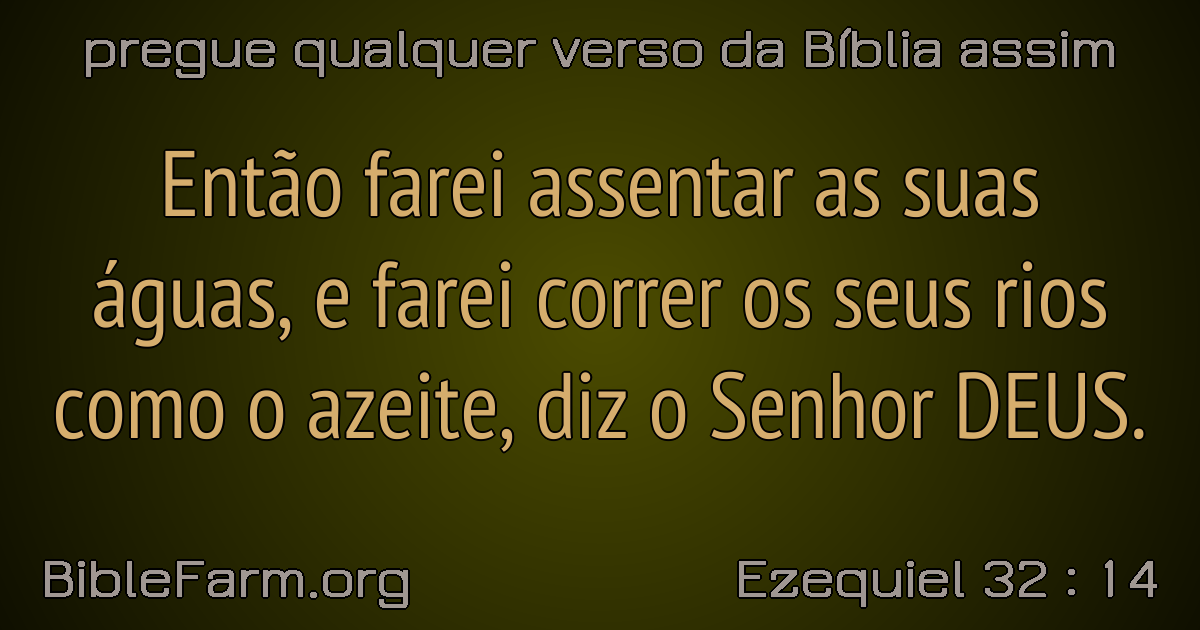 pregue qualquer verso da Bíblia assim
Então farei assentar as suas
águas, e farei correr os seus rios
como o azeite, diz o Senhor DEUS.
BibleFarm.org
Ezequiel 32 : 14